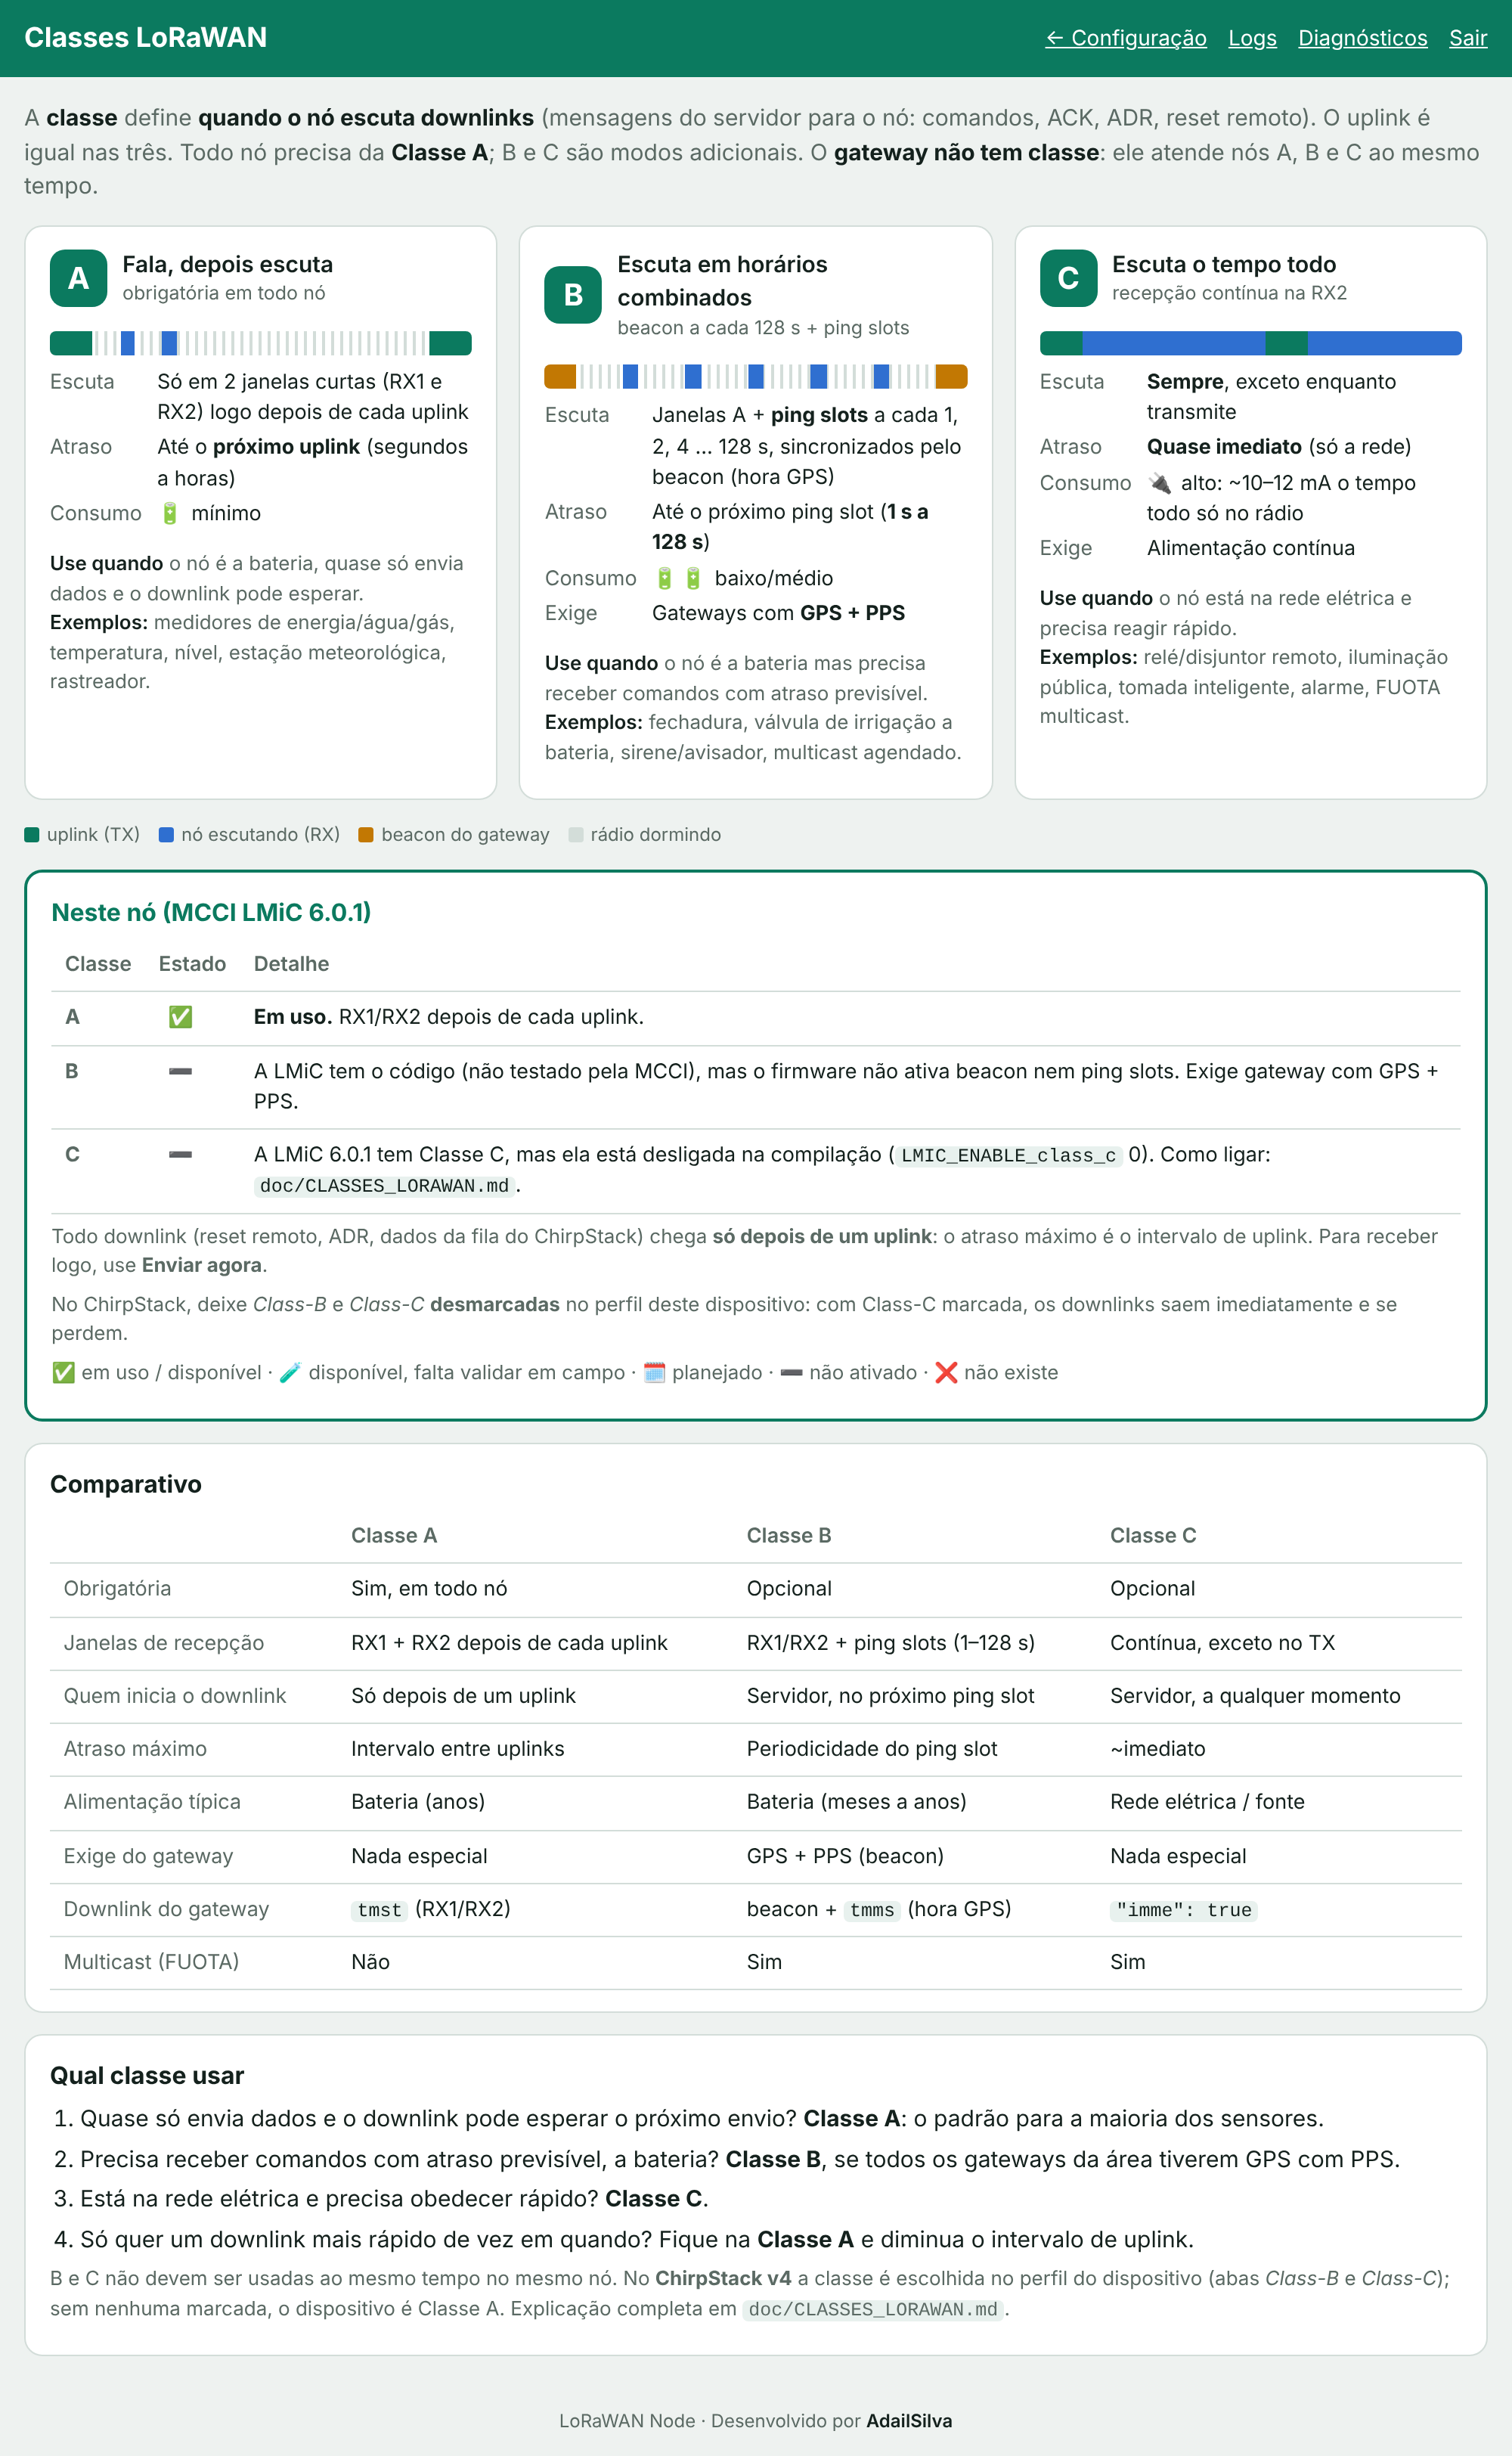 Classes LoRaWAN
← Configuração Logs Diagnósticos Sair
A classe define quando o nó escuta downlinks (mensagens do servidor para o nó: comandos, ACK, ADR, reset remoto). O uplink é
igual nas três. Todo nó precisa da Classe A; B e C são modos adicionais. O gateway não tem classe: ele atende nós A, B e C ao mesmo
tempo.
A
Fala, depois escuta
obrigatória em todo nó
Escuta Só em 2 janelas curtas (RX1 e
RX2) logo depois de cada uplink
Atraso Até o próximo uplink (segundos
a horas)
Consumo 🔋 mínimo
Use quando o nó é a bateria, quase só envia
dados e o downlink pode esperar.
Exemplos: medidores de energia/água/gás,
temperatura, nível, estação meteorológica,
rastreador.
B
Escuta em horários
combinados
beacon a cada 128 s + ping slots
Escuta Janelas A + ping slots a cada 1,
2, 4 … 128 s, sincronizados pelo
beacon (hora GPS)
Atraso Até o próximo ping slot (1 s a
128 s)
Consumo 🔋🔋 baixo/médio
Exige Gateways com GPS + PPS
Use quando o nó é a bateria mas precisa
receber comandos com atraso previsível.
Exemplos: fechadura, válvula de irrigação a
bateria, sirene/avisador, multicast agendado.
C
Escuta o tempo todo
recepção contínua na RX2
Escuta Sempre, exceto enquanto
transmite
Atraso Quase imediato (só a rede)
Consumo 🔌 alto: ~10–12 mA o tempo
todo só no rádio
Exige Alimentação contínua
Use quando o nó está na rede elétrica e
precisa reagir rápido.
Exemplos: relé/disjuntor remoto, iluminação
pública, tomada inteligente, alarme, FUOTA
multicast.
uplink (TX) nó escutando (RX) beacon do gateway rádio dormindo
Neste nó (MCCI LMiC 6.0.1)
Classe Estado Detalhe
A ✅ Em uso. RX1/RX2 depois de cada uplink.
B ➖ A LMiC tem o código (não testado pela MCCI), mas o firmware não ativa beacon nem ping slots. Exige gateway com GPS +
PPS.
C ➖ A LMiC 6.0.1 tem Classe C, mas ela está desligada na compilação (LMIC_ENABLE_class_c 0). Como ligar:
doc/CLASSES_LORAWAN.md.
Todo downlink (reset remoto, ADR, dados da fila do ChirpStack) chega só depois de um uplink: o atraso máximo é o intervalo de uplink. Para receber
logo, use Enviar agora.
No ChirpStack, deixe Class-B e Class-C desmarcadas no perfil deste dispositivo: com Class-C marcada, os downlinks saem imediatamente e se
perdem.
✅ em uso / disponível · 🧪 disponível, falta validar em campo · 🗓️ planejado · ➖ não ativado · ❌ não existe
Comparativo
Classe A Classe B Classe C
Obrigatória Sim, em todo nó Opcional Opcional
Janelas de recepção RX1 + RX2 depois de cada uplink RX1/RX2 + ping slots (1–128 s) Contínua, exceto no TX
Quem inicia o downlink Só depois de um uplink Servidor, no próximo ping slot Servidor, a qualquer momento
Atraso máximo Intervalo entre uplinks Periodicidade do ping slot ~imediato
Alimentação típica Bateria (anos) Bateria (meses a anos) Rede elétrica / fonte
Exige do gateway Nada especial GPS + PPS (beacon) Nada especial
Downlink do gateway tmst (RX1/RX2) beacon + tmms (hora GPS) "imme": true
Multicast (FUOTA) Não Sim Sim
Qual classe usar
1. Quase só envia dados e o downlink pode esperar o próximo envio? Classe A: o padrão para a maioria dos sensores.
2. Precisa receber comandos com atraso previsível, a bateria? Classe B, se todos os gateways da área tiverem GPS com PPS.
3. Está na rede elétrica e precisa obedecer rápido? Classe C.
4. Só quer um downlink mais rápido de vez em quando? Fique na Classe A e diminua o intervalo de uplink.
B e C não devem ser usadas ao mesmo tempo no mesmo nó. No ChirpStack v4 a classe é escolhida no perfil do dispositivo (abas Class-B e Class-C);
sem nenhuma marcada, o dispositivo é Classe A. Explicação completa em doc/CLASSES_LORAWAN.md.
LoRaWAN Node · Desenvolvido por AdailSilva